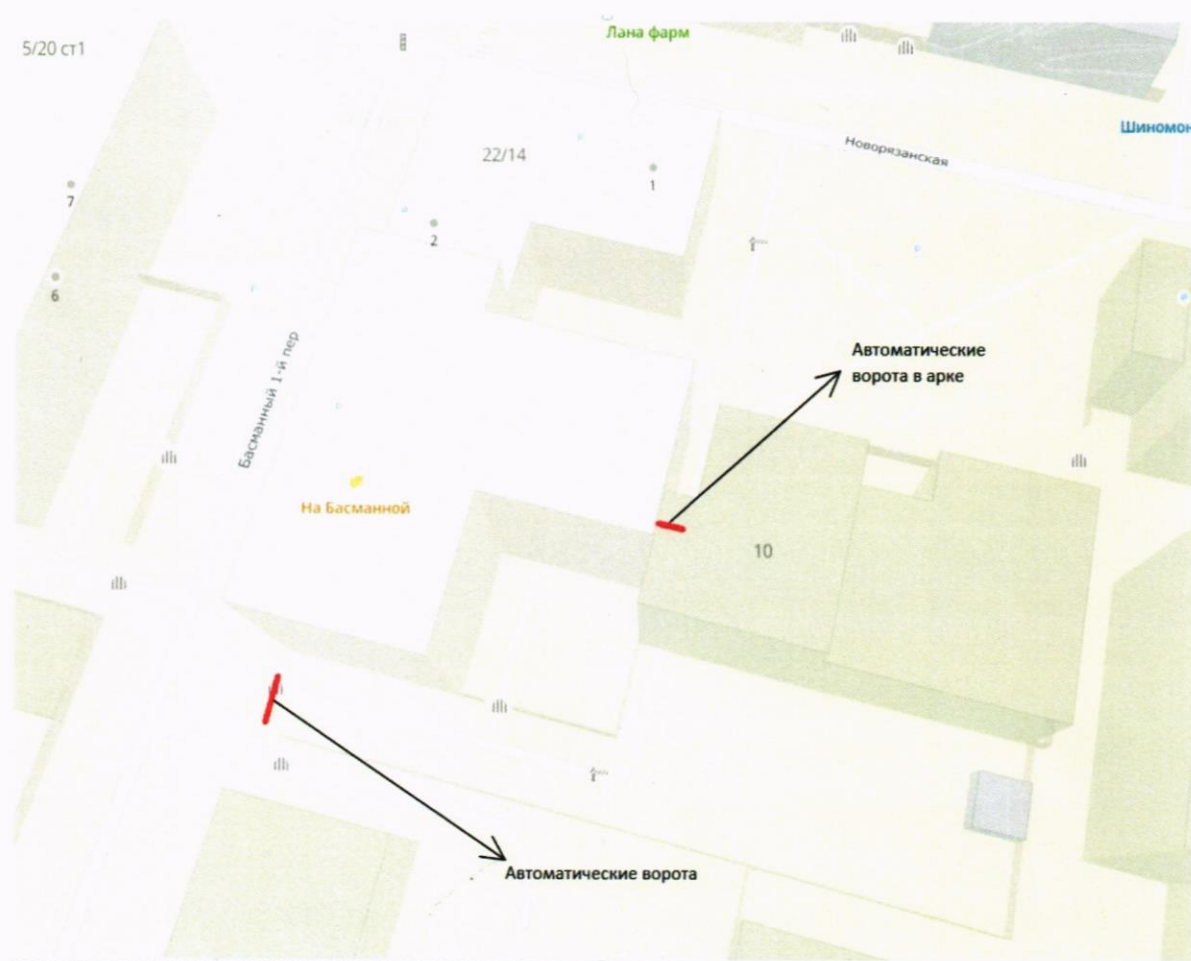 Лана фарм
5/20 ст1
Шиномон
22/14
Новорязанская
1
7
2
6
Автоматические
ворота в арке
Басманный 1-й пер
На Басманной
10
Автоматические ворота